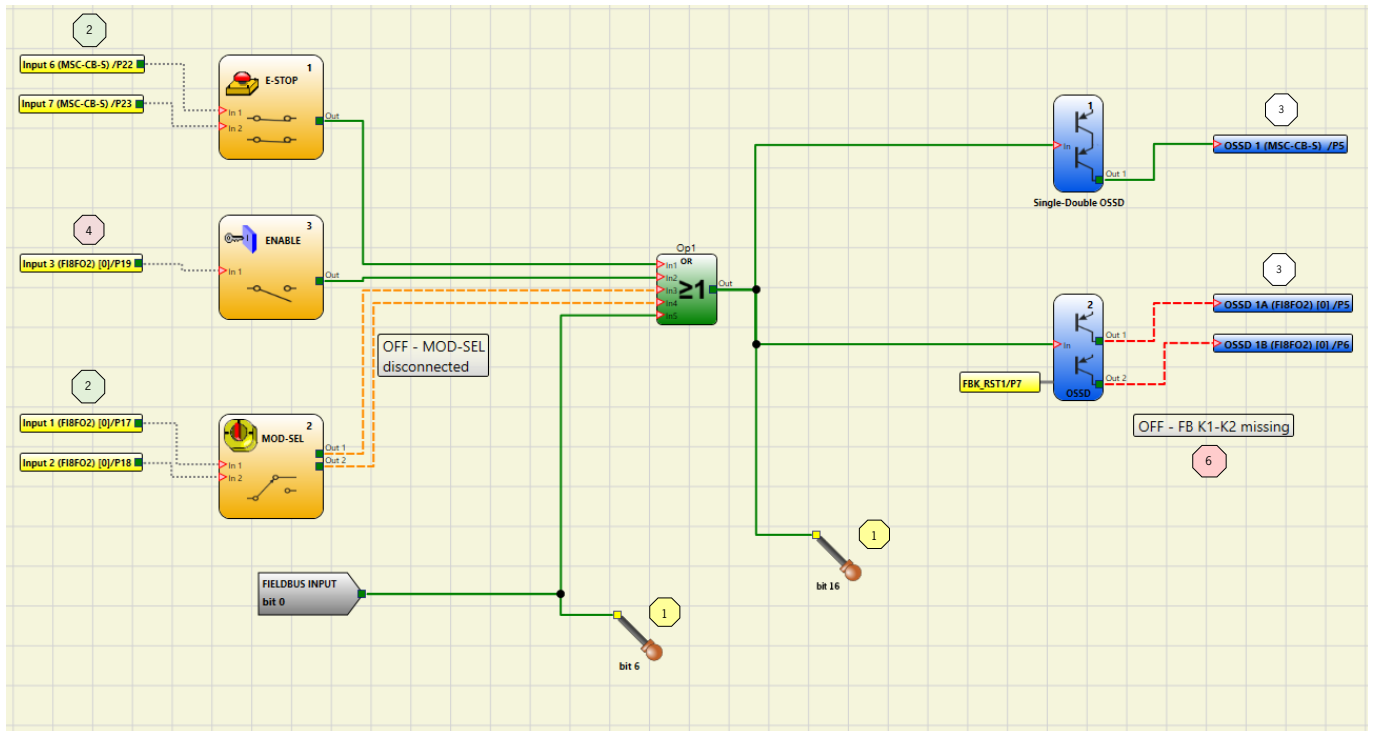 2
Input 6 (MSC-CB-S) /P22
Input 7 (MSC-CB-S) /P23
1
E-STOP
In 1
In 2
Out
4
Input 3 (FI8FO2) [0]/P19
3
ENABLE
In 1
Out
OFF - MOD-SEL
disconnected
2
Input 1 (FI8FO2) [0]/P17
Input 2 (FI8FO2) [0]/P18
2
MOD-SEL
In 1
In 2
Out 1
Out 2
FIELDBUS INPUT
bit 0
1
bit 6
Op1
OR
In1
In2
In3
In4
In5
≥1
Out
1
bit 16
1
In
Out 1
Single-Double OSSD
3
OSSD 1 (MSC-CB-S) /P5
2
In
Out 1
Out 2
OSSD
FBK_RST1/P7
3
OSSD 1A (FI8FO2) [0] /P5
OSSD 1B (FI8FO2) [0] /P6
OFF - FB K1-K2 missing
6